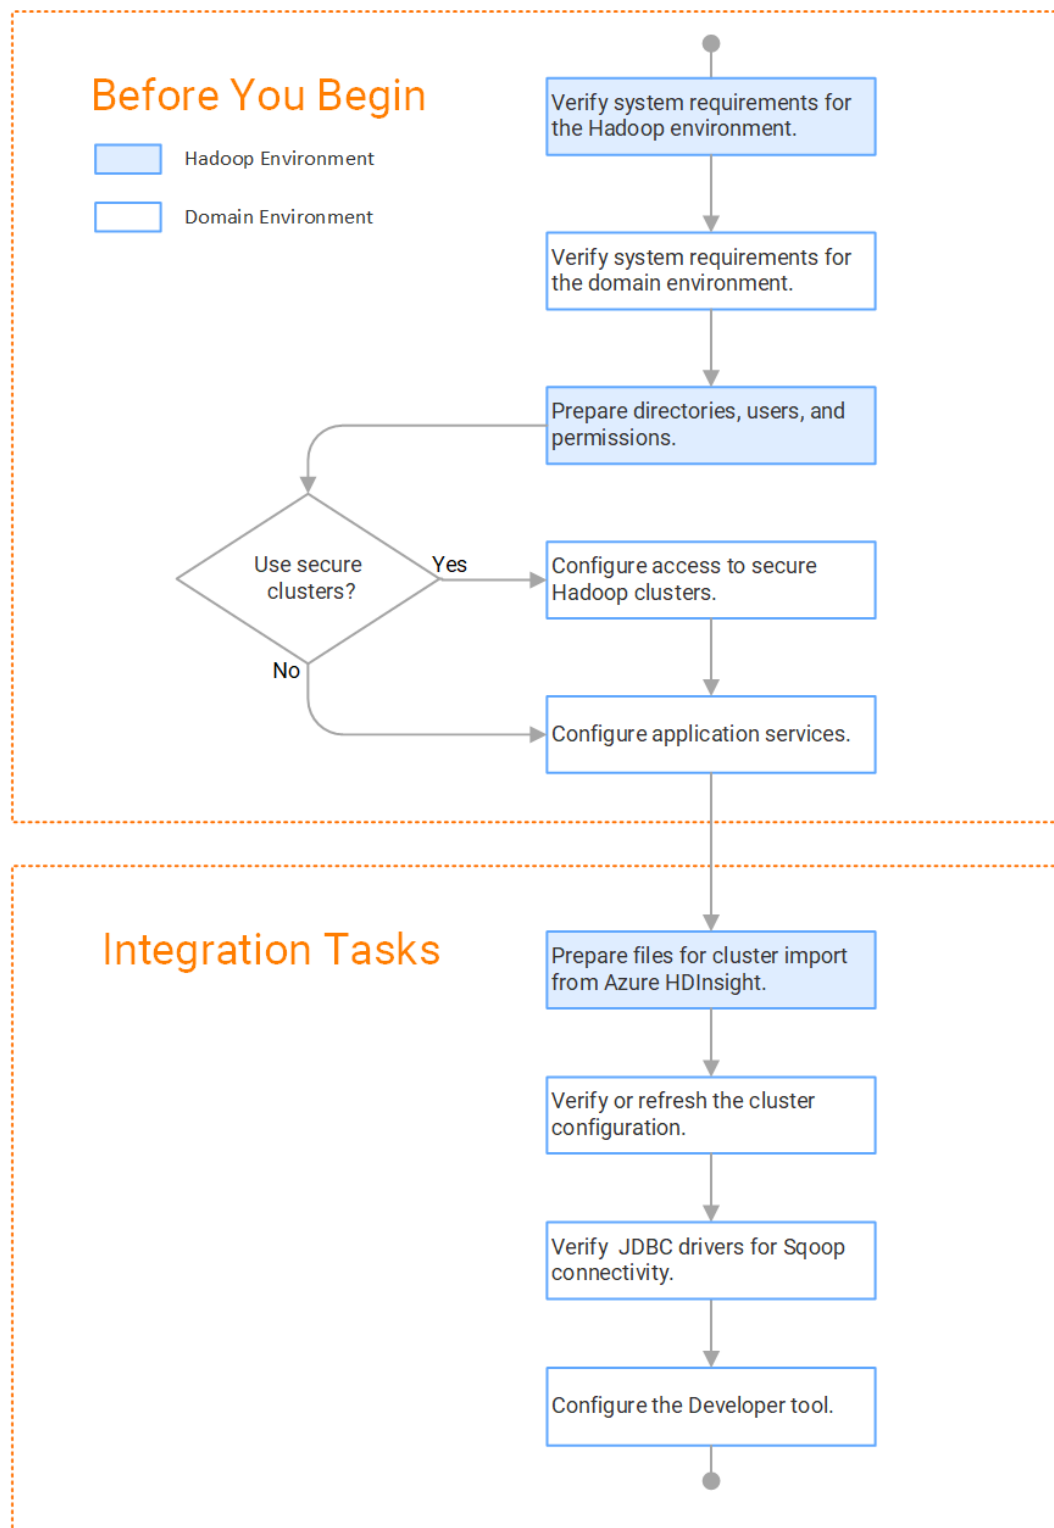 Before You Begin
Hadoop Environment
Domain Environment
Verify system requirements for
the Hadoop environment.
Verify system requirements for
the domain environment.
Prepare directories, users, and
permissions.
Use secure
clusters?
Yes
No
Configure access to secure
Hadoop clusters.
Configure application services.
Integration Tasks
Prepare files for cluster import
from Azure HDInsight.
Verify or refresh the cluster
configuration.
Verify  JDBC drivers for Sqoop
connectivity.
Configure the Developer tool.